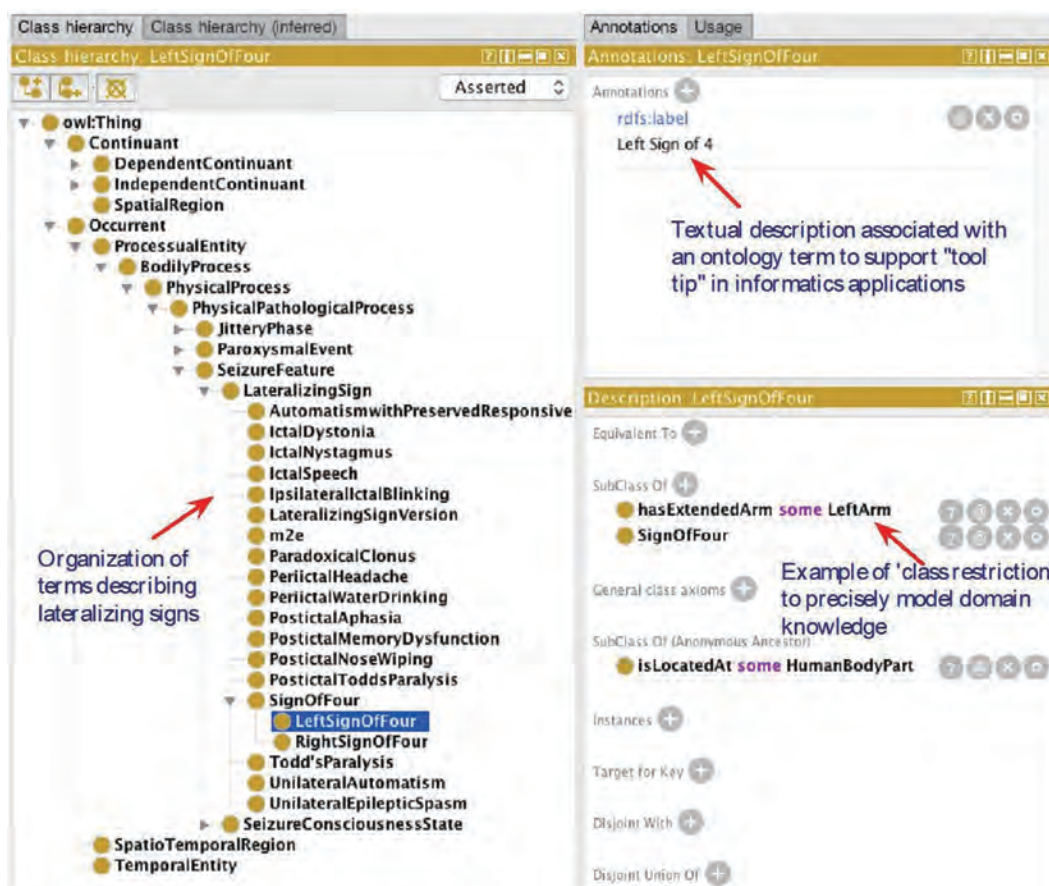 Class hierarchy Class hierarchy (inferred)
Class hierarchy: LeftSignOfFour
Asserted
owl:Thing
Continuant
DependentContinuant
IndependentContinuant
SpatialRegion
Occurrent
ProcessualEntity
BodilyProcess
PhysicalProcess
PhysicalPathologicalProcess
JitteryPhase
ParoxysmalEvent
SeizureFeature
LateralizingSign
AutomatismwithPreservedResponsive
IctalDystonia
IctalNystagmus
IctalSpeech
IpsilateralIctalBlinking
LateralizingSignVersion
m2e
ParadoxicalClonus
PeriictalHeadache
PeriictalWaterDrinking
PostictalAphasia
PostictalMemoryDysfunction
PostictalNoseWiping
PostictalToddsParalysis
SignOfFour
LeftSignOfFour
RightSignOfFour
Todd'sParalysis
UnilateralAutomatism
UnilateralEpilepticSpasm
SeizureConsciousnessState
SpatioTemporalRegion
TemporalEntity
Organization of
terms describing
lateralizing signs
Annotations Usage
Annotations: LeftSignOfFour
Annotations
rdfs:label
Left Sign of 4
Textual description associated with
an ontology term to support "tool
tip" in informatics applications
Description: LeftSignOfFour
Equivalent To
SubClass Of
hasExtendedArm some LeftArm
SignOfFour
Example of 'class restriction
to precisely model domain
knowledge
General class axioms
SubClass Of (Anonymous Ancestor)
isLocatedAt some HumanBodyPart
Instances
Target for Key
Disjoint With
Disjoint Union Of